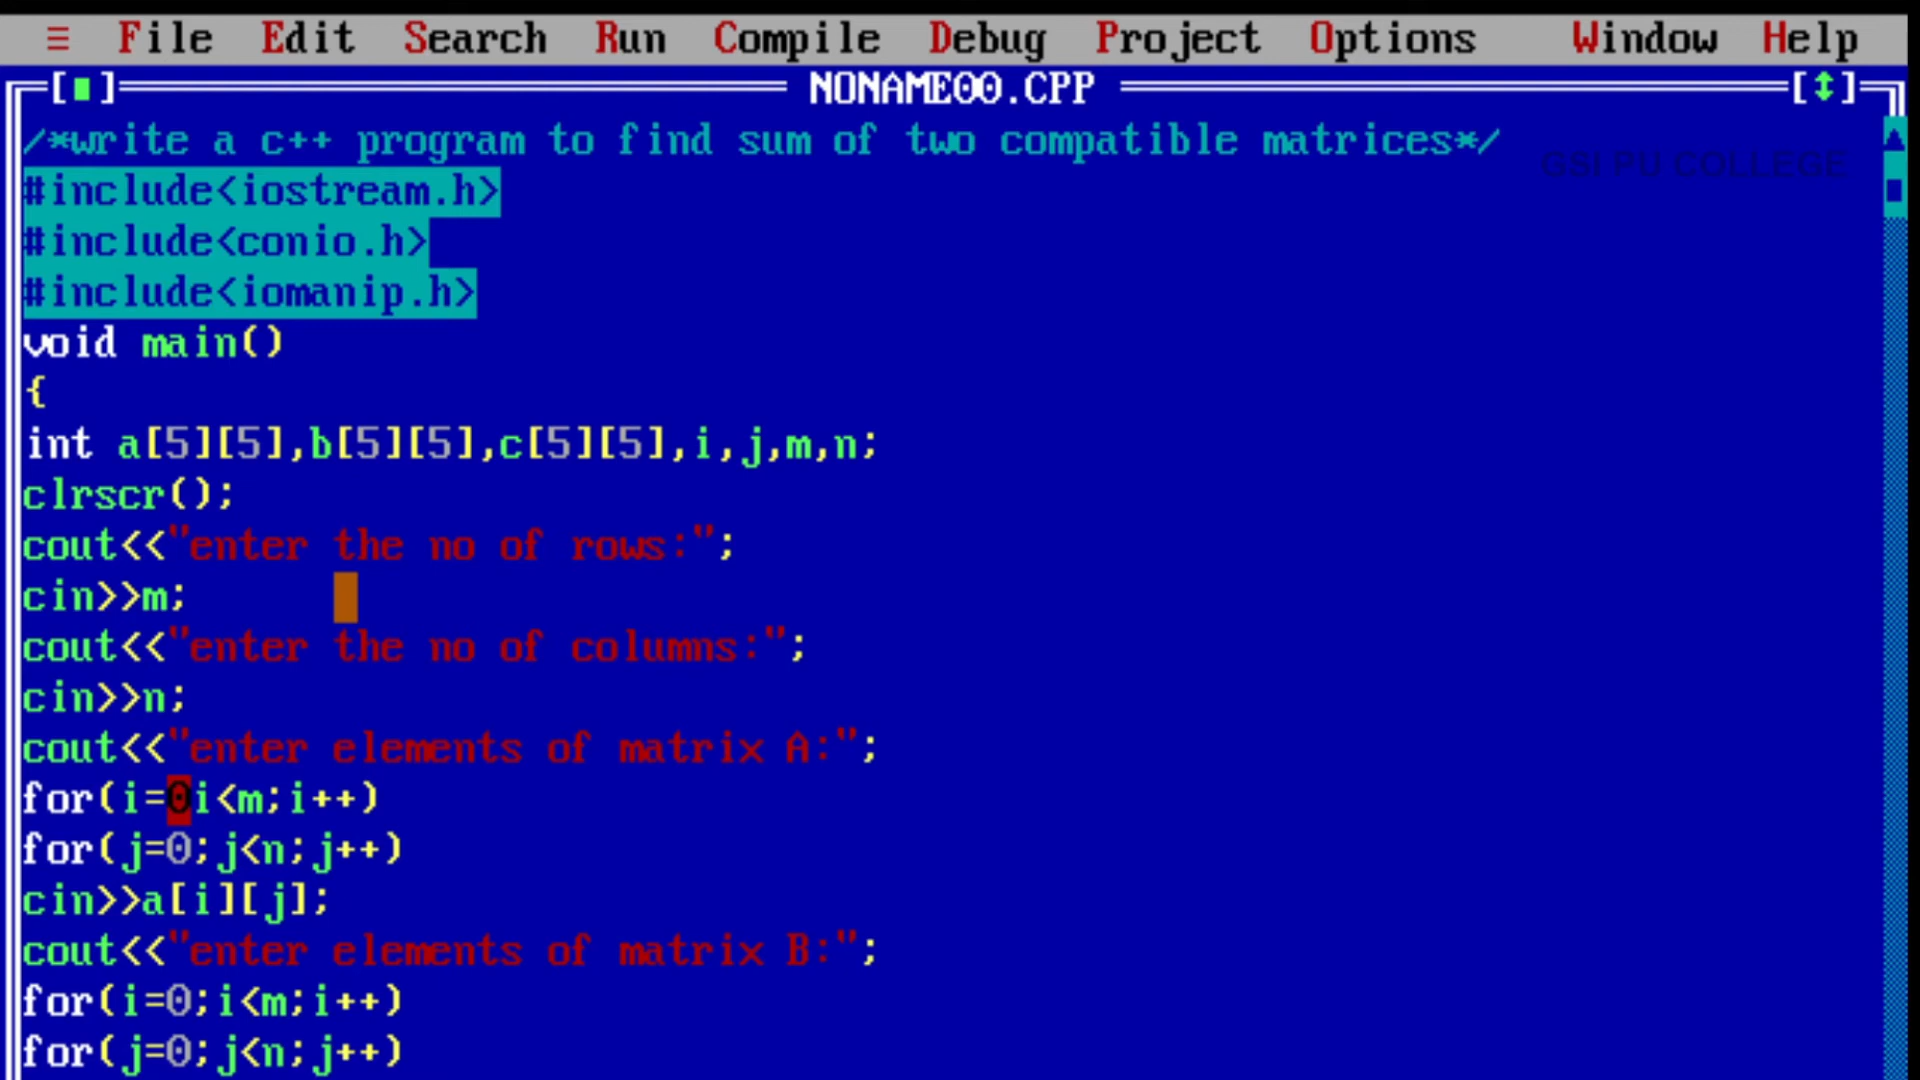 ≡ File Edit Search Run Compile Debug Project Options Window Help
[■] NONAME00.CPP [↕]
/*write a c++ program to find sum of two compatible matrices*/
GSI PU COLLEGE
#include<iostream.h>
#include<conio.h>
#include<iomanip.h>
void main()
{
int a[5][5],b[5][5],c[5][5],i,j,m,n;
clrscr();
cout<<"enter the no of rows:";
cin>>m;
cout<<"enter the no of columns:";
cin>>n;
cout<<"enter elements of matrix A:";
for(i=0i<m;i++)
for(j=0;j<n;j++)
cin>>a[i][j];
cout<<"enter elements of matrix B:";
for(i=0;i<m;i++)
for(j=0;j<n;j++)